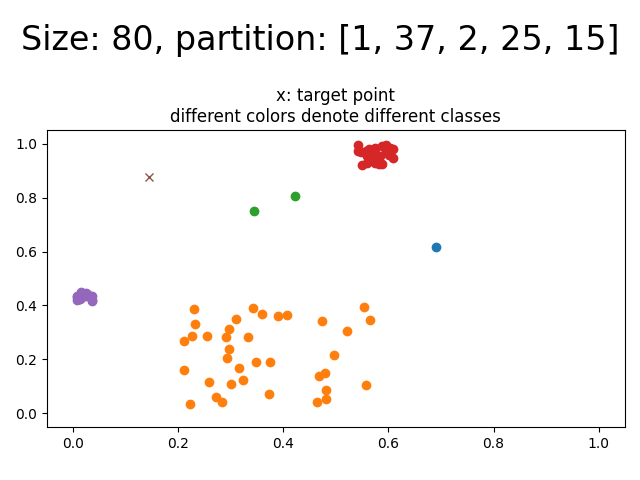 Size: 80, partition: [1, 37, 2, 25, 15]
x: target point
different colors denote different classes
1.0
0.8
0.6
0.4
0.2
0.0
0.0 0.2 0.4 0.6 0.8 1.0